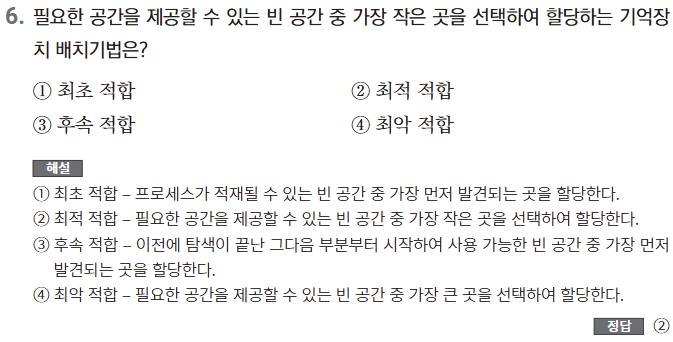 6. 필요한 공간을 제공할 수 있는 빈 공간 중 가장 작은 곳을 선택하여 할당하는 기억장
치 배치기법은?
① 최초 적합 ② 최적 적합
③ 후속 적합 ④ 최악 적합
해설
① 최초 적합 – 프로세스가 적재될 수 있는 빈 공간 중 가장 먼저 발견되는 곳을 할당한다.
② 최적 적합 – 필요한 공간을 제공할 수 있는 빈 공간 중 가장 작은 곳을 선택하여 할당한다.
③ 후속 적합 – 이전에 탐색이 끝난 그다음 부분부터 시작하여 사용 가능한 빈 공간 중 가장 먼저
발견되는 곳을 할당한다.
④ 최악 적합 – 필요한 공간을 제공할 수 있는 빈 공간 중 가장 큰 곳을 선택하여 할당한다.
정답 ②